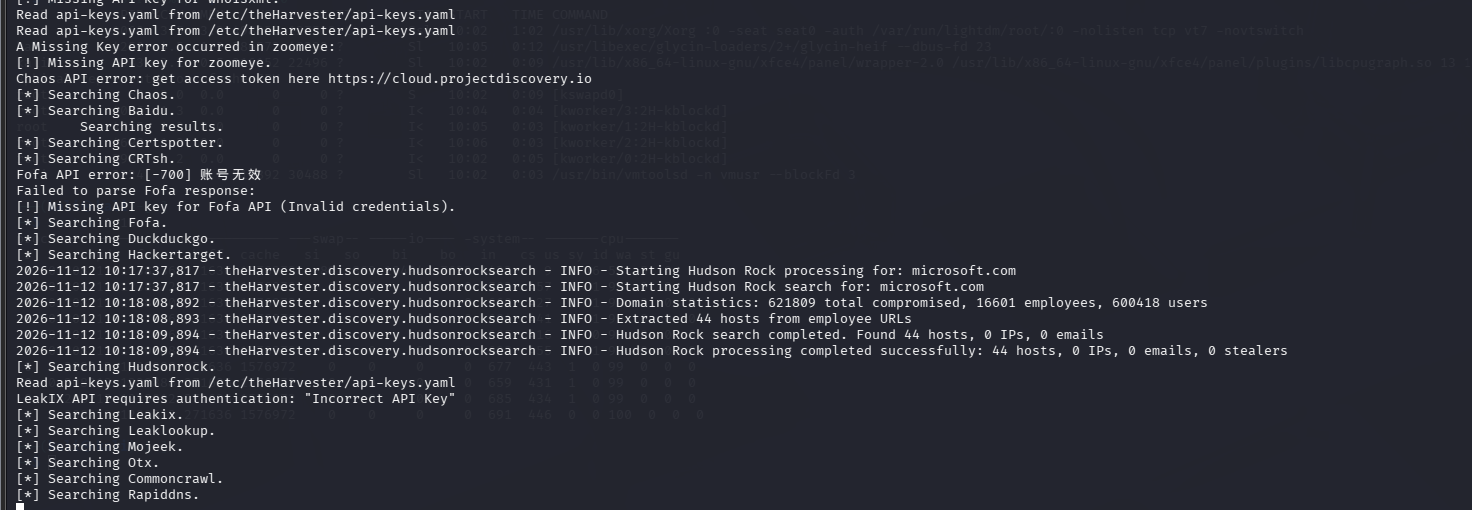 [!] Missing API key for whoisxml.
Read api-keys.yaml from /etc/theHarvester/api-keys.yaml
Read api-keys.yaml from /etc/theHarvester/api-keys.yaml
A Missing Key error occurred in zoomeye:
[!] Missing API key for zoomeye.
Chaos API error: get access token here https://cloud.projectdiscovery.io
[*] Searching Chaos.
[*] Searching Baidu.
Searching results.
[*] Searching Certspotter.
[*] Searching CRTsh.
Fofa API error: [-700] 账号无效
Failed to parse Fofa response:
[!] Missing API key for Fofa API (Invalid credentials).
[*] Searching Fofa.
[*] Searching Duckduckgo.
[*] Searching Hackertarget.
2026-11-12 10:17:37,817 - theHarvester.discovery.hudsonrocksearch - INFO - Starting Hudson Rock processing for: microsoft.com
2026-11-12 10:17:37,817 - theHarvester.discovery.hudsonrocksearch - INFO - Starting Hudson Rock search for: microsoft.com
2026-11-12 10:18:08,892 - theHarvester.discovery.hudsonrocksearch - INFO - Domain statistics: 621809 total compromised, 16601 employees, 600418 users
2026-11-12 10:18:08,893 - theHarvester.discovery.hudsonrocksearch - INFO - Extracted 44 hosts from employee URLs
2026-11-12 10:18:09,894 - theHarvester.discovery.hudsonrocksearch - INFO - Hudson Rock search completed. Found 44 hosts, 0 IPs, 0 emails
2026-11-12 10:18:09,894 - theHarvester.discovery.hudsonrocksearch - INFO - Hudson Rock processing completed successfully: 44 hosts, 0 IPs, 0 emails, 0 stealers
[*] Searching Hudsonrock.
Read api-keys.yaml from /etc/theHarvester/api-keys.yaml
LeakIX API requires authentication: "Incorrect API Key"
[*] Searching Leakix.
[*] Searching Leaklookup.
[*] Searching Mojeek.
[*] Searching Otx.
[*] Searching Commoncrawl.
[*] Searching Rapiddns.